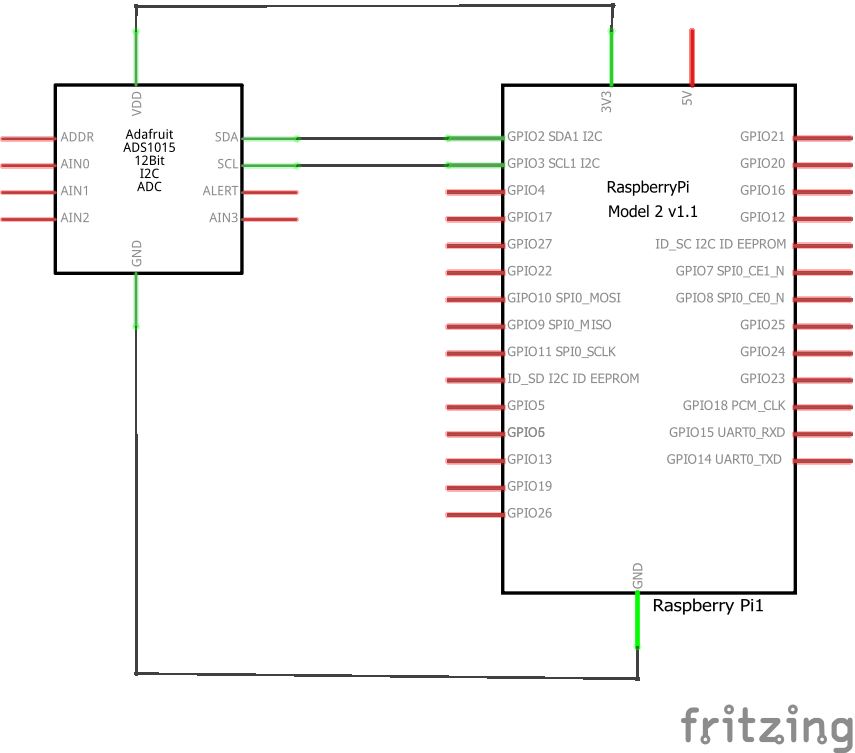 VDD
ADDR
AIN0
AIN1
AIN2
Adafruit
ADS1015
12Bit
I2C
ADC
SDA
SCL
ALERT
AIN3
GND
3V3
5V
GPIO2 SDA1 I2C
GPIO3 SCL1 I2C
GPIO4
GPIO17
GPIO27
GPIO22
GIPO10 SPI0_MOSI
GPIO9 SPI0_MISO
GPIO11 SPI0_SCLK
ID_SD I2C ID EEPROM
GPIO5
GPIO13
GPIO19
GPIO26
RaspberryPi
Model 2 v1.1
GPIO21
GPIO20
GPIO16
GPIO12
ID_SC I2C ID EEPROM
GPIO7 SPI0_CE1_N
GPIO8 SPI0_CE0_N
GPIO25
GPIO24
GPIO23
GPIO18 PCM_CLK
GPIO15 UART0_RXD
GPIO14 UART0_TXD
GND
Raspberry Pi1
fritzing